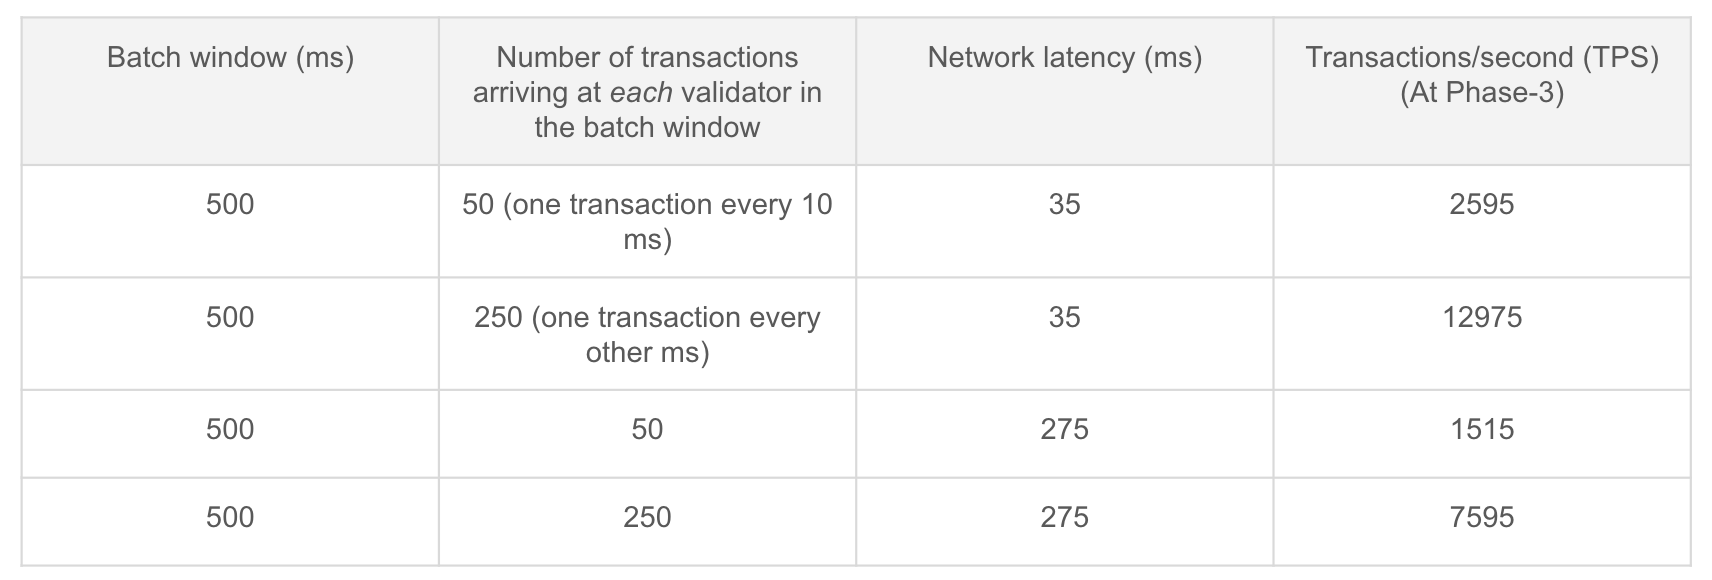 Batch window (ms)
Number of transactions
arriving at each validator in
the batch window
Network latency (ms)
Transactions/second (TPS)
(At Phase-3)
500
50 (one transaction every 10
ms)
35
2595
500
250 (one transaction every
other ms)
35
12975
500
50
275
1515
500
250
275
7595